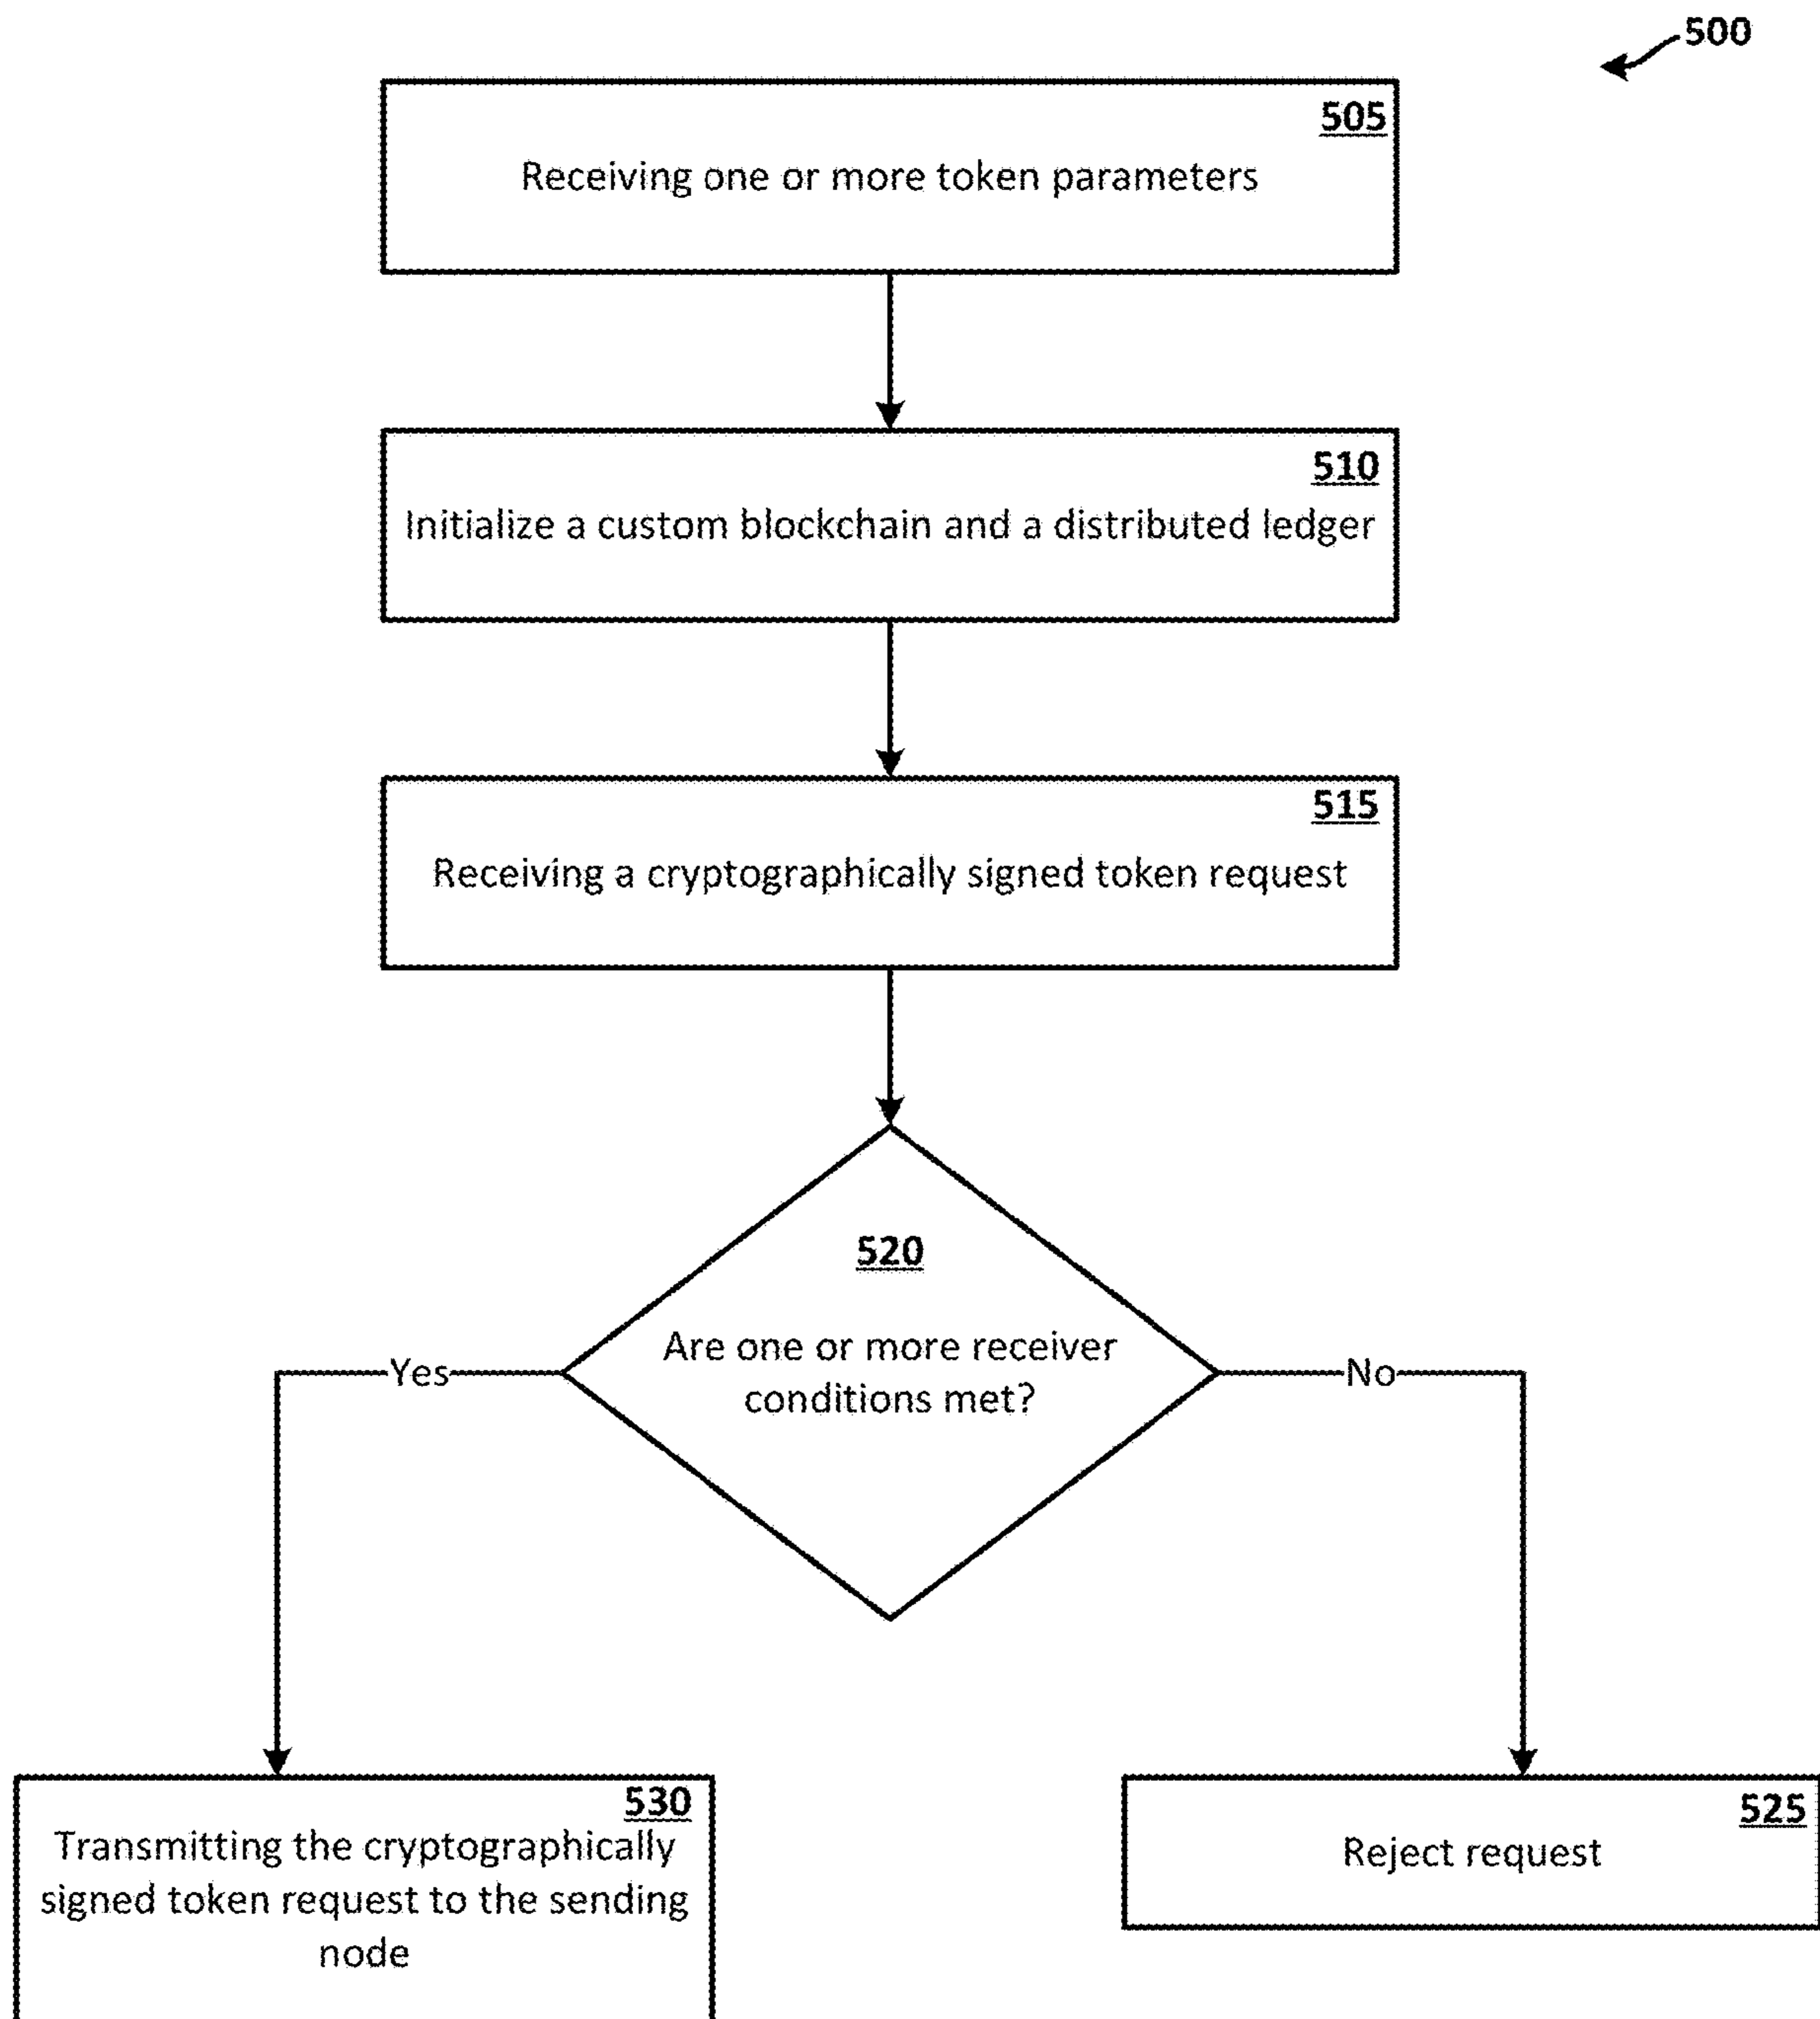 500
505
Receiving one or more token parameters
510
Initialize a custom blockchain and a distributed ledger
515
Receiving a cryptographically signed token request
520
Are one or more receiver
conditions met?
Yes
No
530
Transmitting the cryptographically
signed token request to the sending
node
525
Reject request